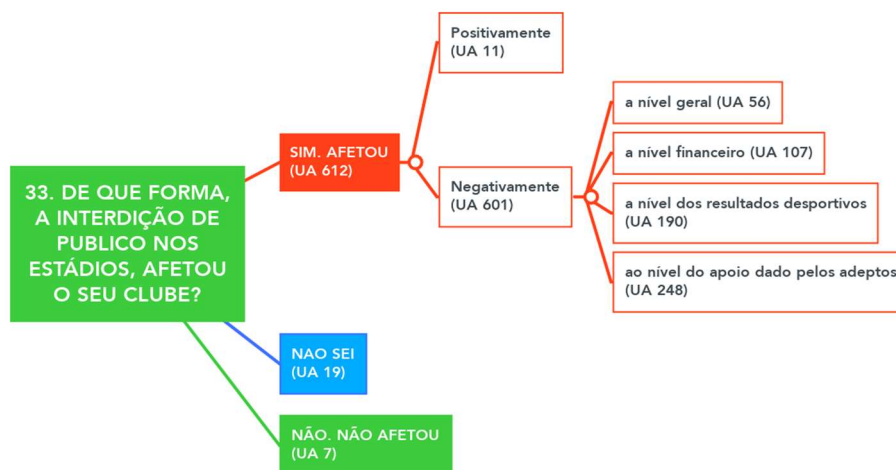 33. DE QUE FORMA,
A INTERDIÇÃO DE
PUBLICO NOS
ESTÁDIOS, AFETOU
O SEU CLUBE?
SIM. AFETOU
(UA 612)
Positivamente
(UA 11)
Negativamente
(UA 601)
a nível geral (UA 56)
a nível financeiro (UA 107)
a nível dos resultados desportivos
(UA 190)
ao nível do apoio dado pelos adeptos
(UA 248)
NAO SEI
(UA 19)
NÃO. NÃO AFETOU
(UA 7)